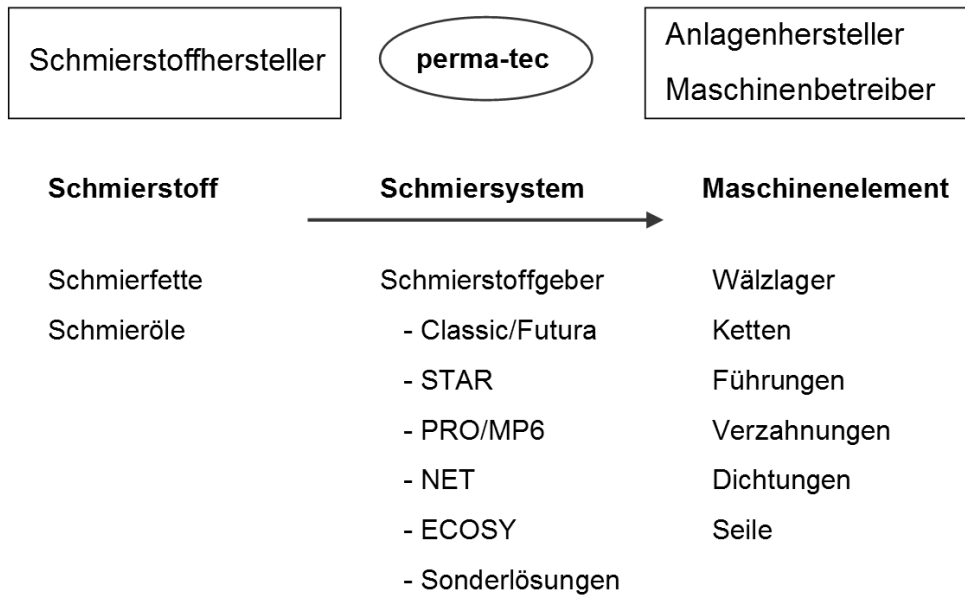 Schmierstoffhersteller
perma-tec
Anlagenhersteller
Maschinenbetreiber
Schmierstoff
Schmiersystem
Maschinenelement
Schmierfette
Schmieröle
Schmierstoffgeber
- Classic/Futura
- STAR
- PRO/MP6
- NET
- ECOSY
- Sonderlösungen
Wälzlager
Ketten
Führungen
Verzahnungen
Dichtungen
Seile